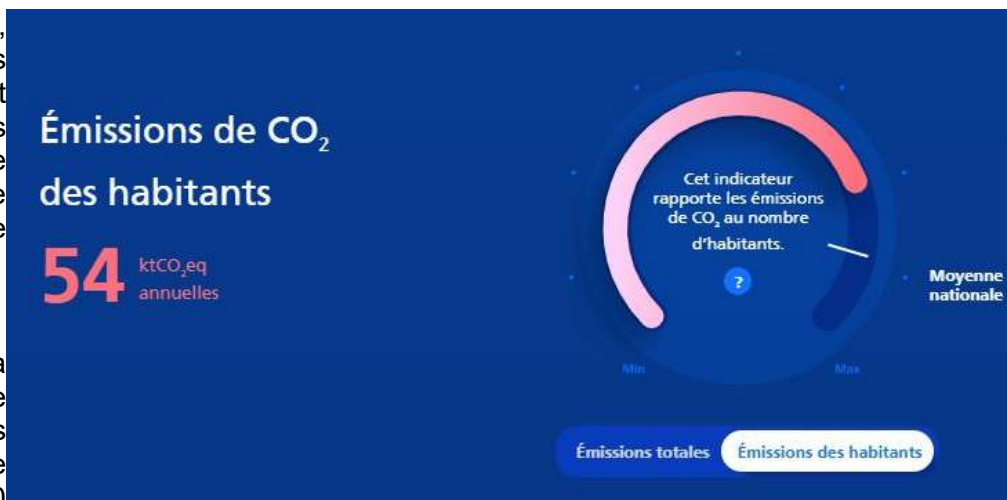 Émissions de CO₂
des habitants
54 ktCO₂eq
annuelles
Cet indicateur
rapporte les émissions
de CO₂ au nombre
d'habitants.
?
Moyenne
nationale
Min
Max
Émissions totales
Émissions des habitants